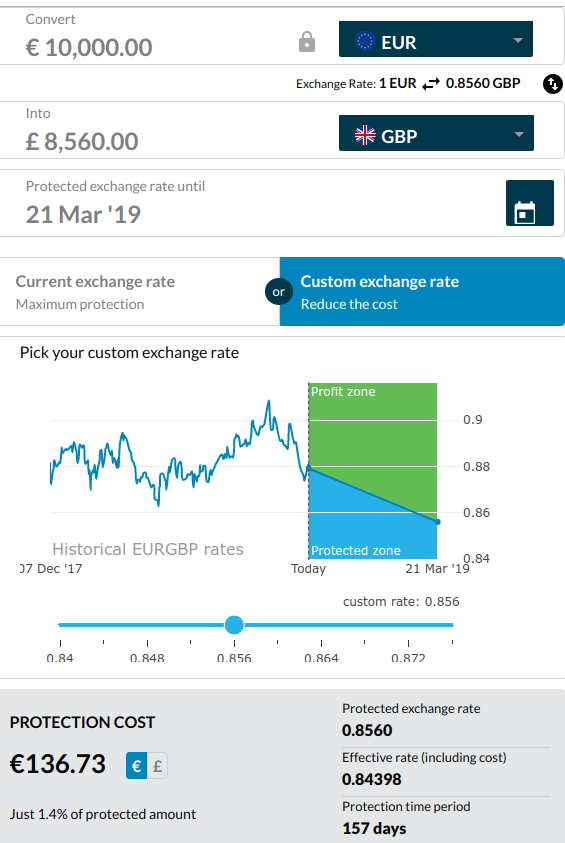 Convert
€ 10,000.00
EUR
Exchange Rate: 1 EUR 0.8560 GBP
Into
£ 8,560.00
GBP
Protected exchange rate until
21 Mar '19
Current exchange rate
Maximum protection
or
Custom exchange rate
Reduce the cost
Pick your custom exchange rate
Profit zone
0.9
0.88
0.86
Historical EURGBP rates
Protected zone
0.84
07 Dec '17
Today
21 Mar '19
custom rate: 0.856
0.84 0.848 0.856 0.864 0.872
PROTECTION COST
€136.73
€ £
Just 1.4% of protected amount
Protected exchange rate
0.8560
Effective rate (including cost)
0.84398
Protection time period
157 days